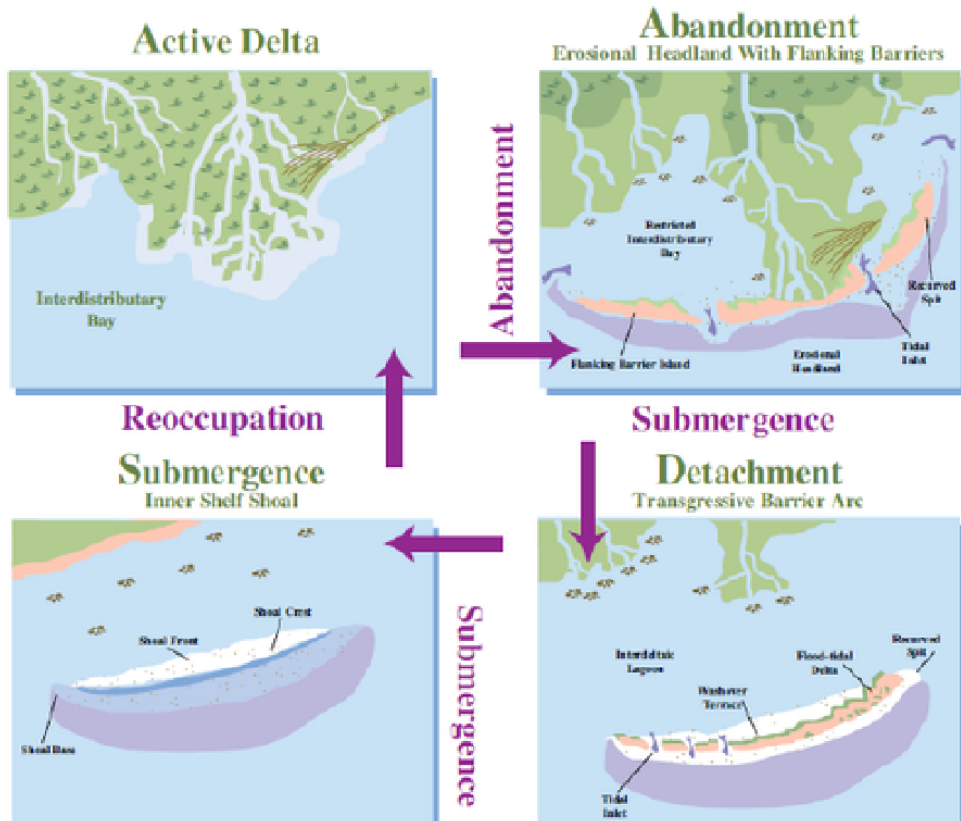 Active Delta
Interdistributary
Bay
Abandonment
Abandonment
Erosional Headland With Flanking Barriers
Restricted
Interdistributary
Bay
Recurved
Spit
Tidal
Inlet
Flanking Barrier Island
Erosional
Headland
Reoccupation
Submergence
Submergence
Inner Shelf Shoal
Shoal Crest
Shoal Front
Shoal Base
Submergence
Detachment
Transgressive Barrier Arc
Recurved
Spit
Flood-tidal
Delta
Lagoon
Washover
Terrace
Tidal
Inlet